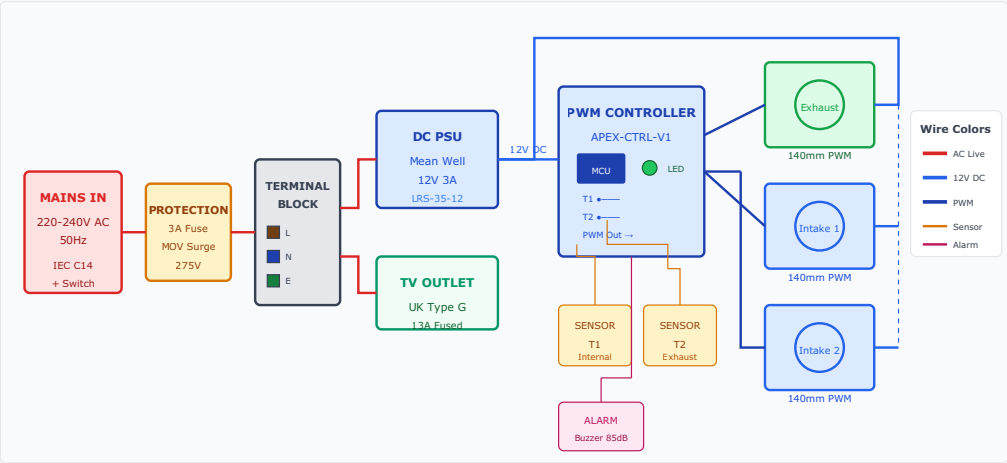 MAINS IN
220-240V AC
50Hz
IEC C14
+ Switch
PROTECTION
3A Fuse
MOV Surge
275V
TERMINAL
BLOCK
L
N
E
DC PSU
Mean Well
12V 3A
LRS-35-12
TV OUTLET
UK Type G
13A Fused
12V DC
PWM CONTROLLER
APEX-CTRL-V1
MCU
LED
T1
T2
PWM Out →
SENSOR
T1
Internal
SENSOR
T2
Exhaust
ALARM
Buzzer 85dB
Exhaust
140mm PWM
Intake 1
140mm PWM
Intake 2
140mm PWM
Wire Colors
AC Live
12V DC
PWM
Sensor
Alarm